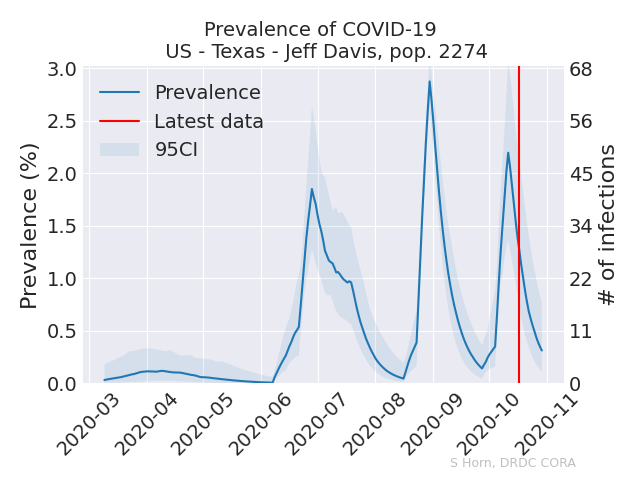 Prevalence of COVID-19
US - Texas - Jeff Davis, pop. 2274
Prevalence (%)
3.0
2.5
2.0
1.5
1.0
0.5
0.0
Prevalence
Latest data
95CI
68
56
45
34
22
11
0
# of infections
2020-03
2020-04
2020-05
2020-06
2020-07
2020-08
2020-09
2020-10
2020-11
S Horn, DRDC CORA